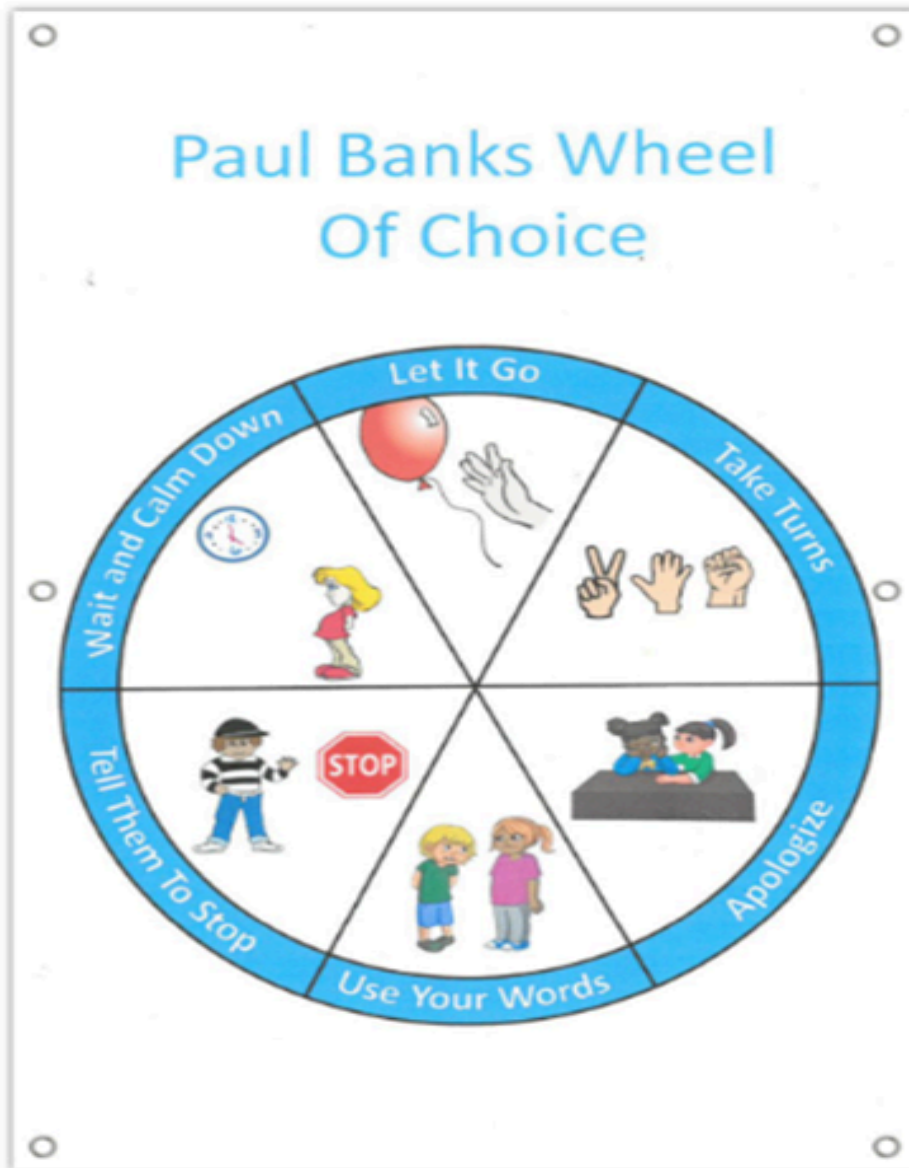 Paul Banks Wheel
Of Choice
Let It Go
Take Turns
Apologize
Use Your Words
Tell Them To Stop
STOP
Wait and Calm Down